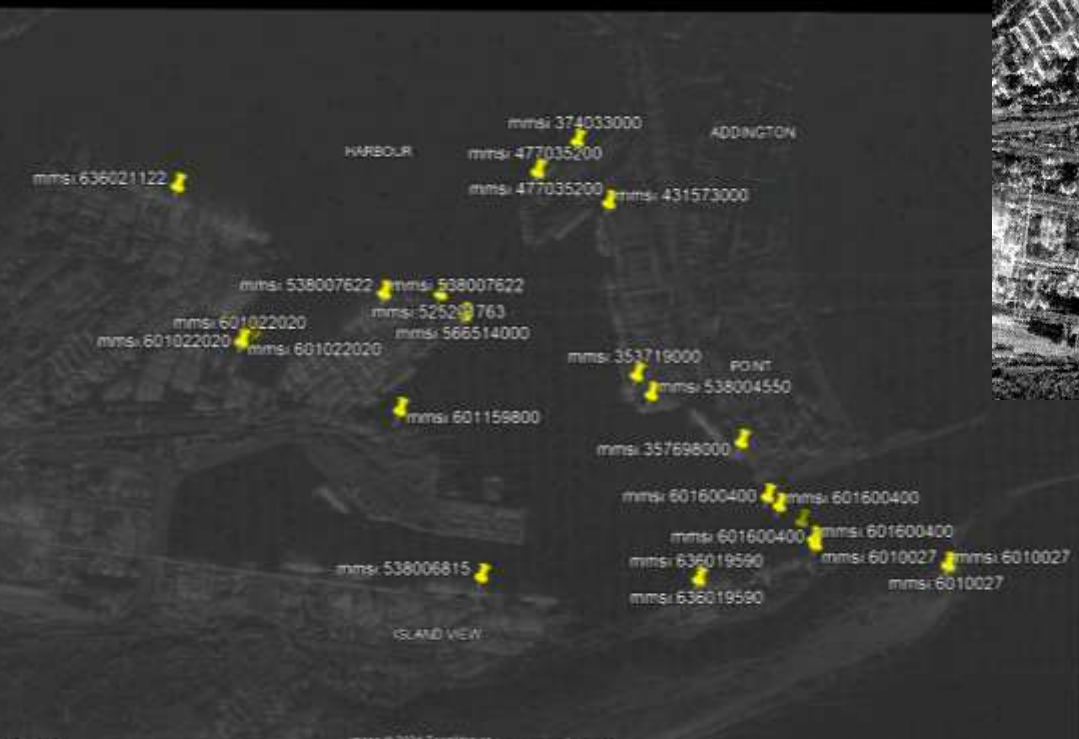 mmsi: 374033000
ADDINGTON
HARBOUR
mmsi: 477035200
mmsi: 636021122
mmsi: 477035200
mmsi: 431573000
mmsi: 538007622
mmsi: 538007622
mmsi: 601022020
mmsi: 566514000
mmsi: 601022020
mmsi: 601022020
mmsi: 353719000
POINT
mmsi: 538004550
mmsi: 601159800
mmsi: 357698000
mmsi: 601600400
mmsi: 601600400
mmsi: 601600400
mmsi: 601600400
mmsi: 636019590
mmsi: 6010027
mmsi: 6010027
mmsi: 538006815
mmsi: 6010027
mmsi: 636019590
ISLAND VIEW